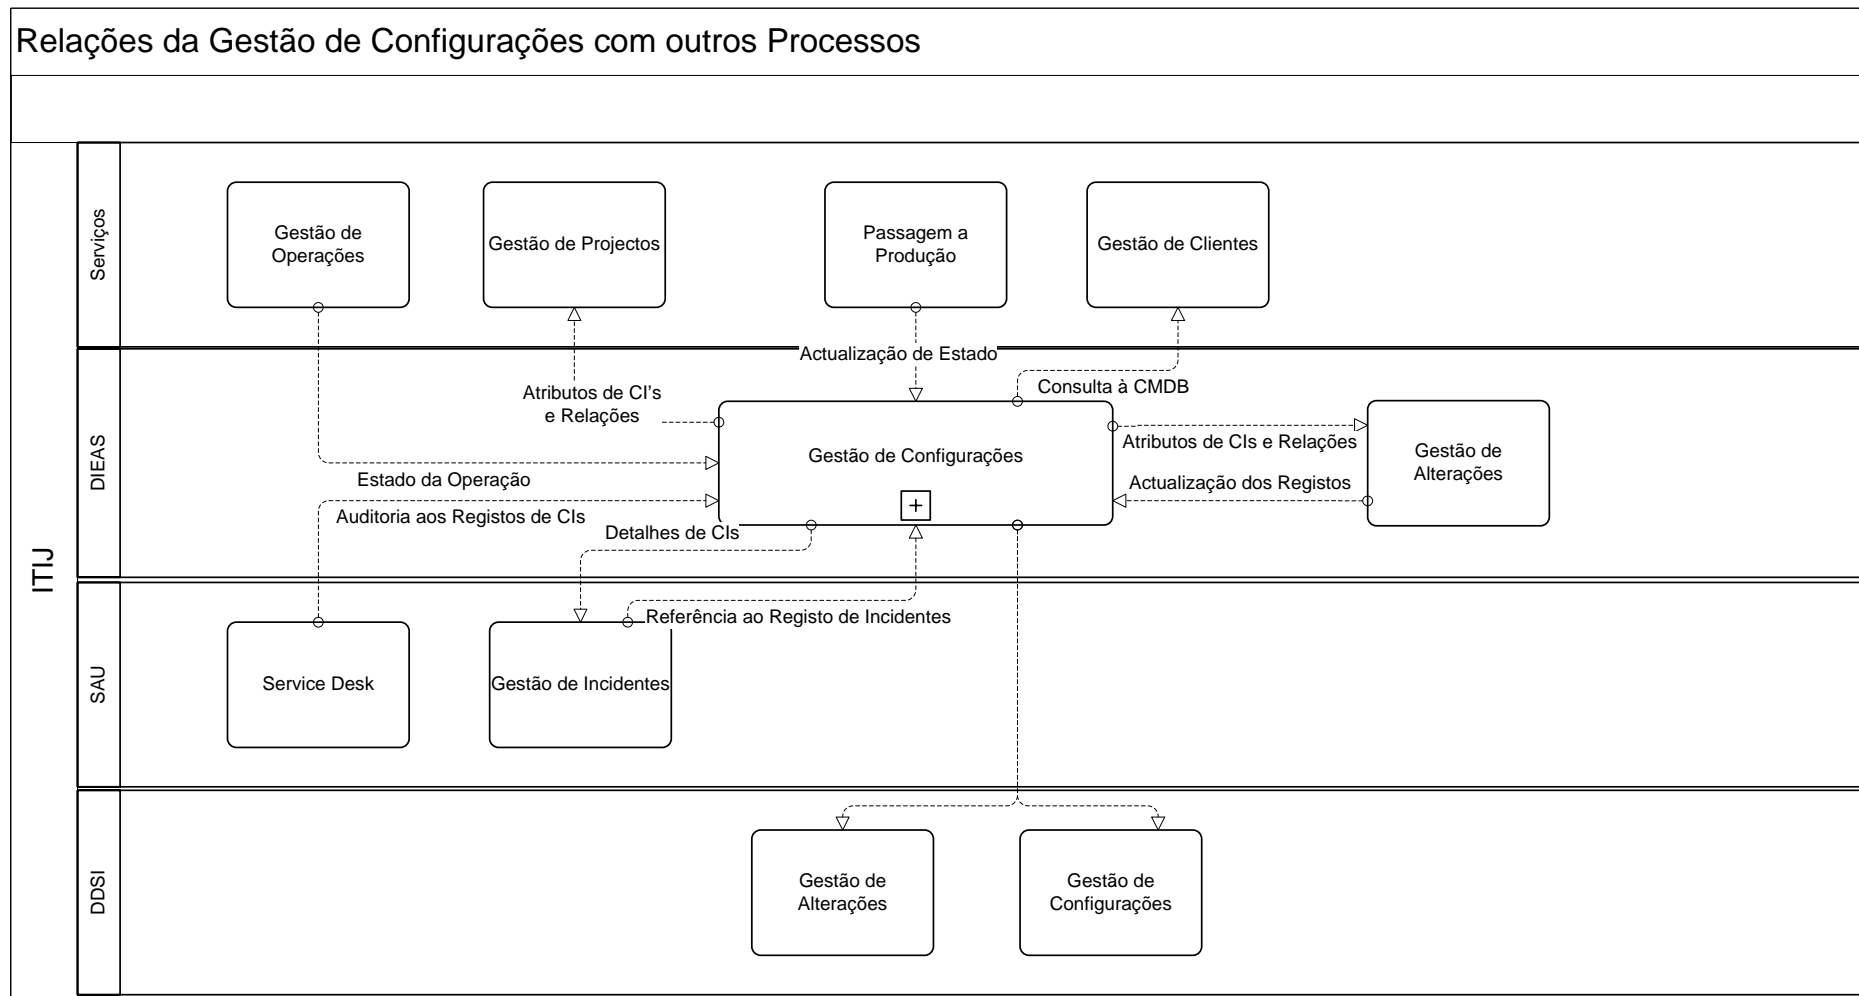 Relações da Gestão de Configurações com outros Processos
ITIJ
Serviços
Gestão de
Operações
Gestão de Projectos
Passagem a
Produção
Gestão de Clientes
Actualização de Estado
DIEAS
Atributos de CI’s
e Relações
Consulta à CMDB
Gestão de Configurações
Atributos de CIs e Relações
Gestão de
Alterações
Estado da Operação
Actualização dos Registos
Auditoria aos Registos de CIs
Detalhes de CIs
SAU
Referência ao Registo de Incidentes
Service Desk
Gestão de Incidentes
DDSI
Gestão de
Alterações
Gestão de
Configurações